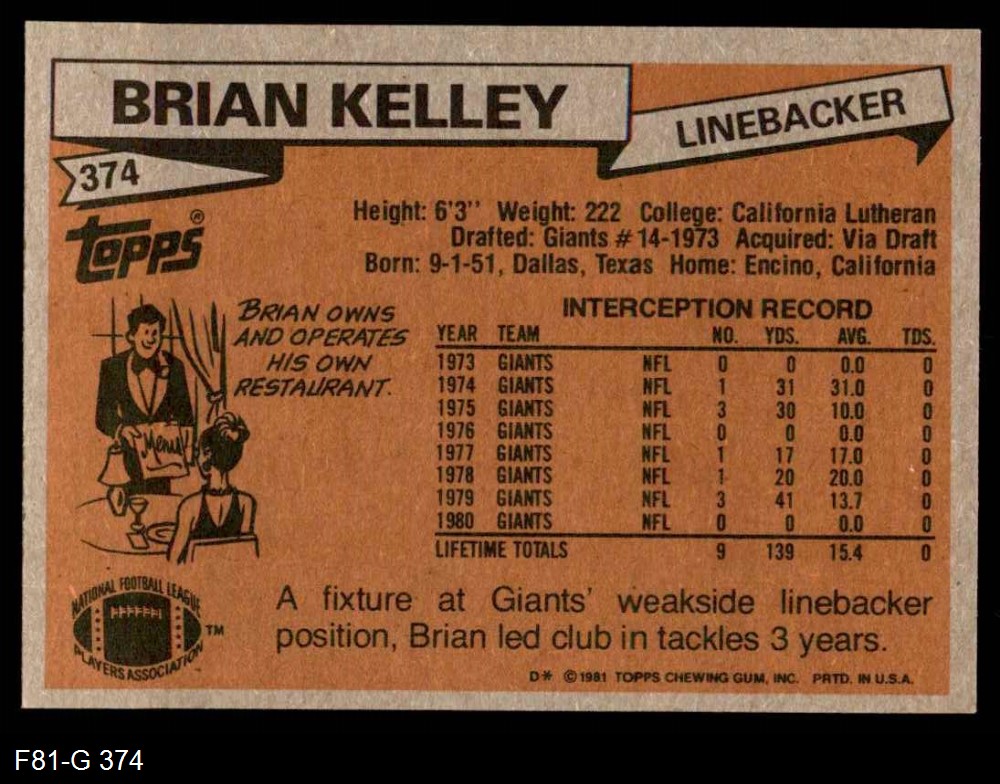 BRIAN KELLEY
LINEBACKER
374
topps®
Height: 6'3'' Weight: 222 College: California Lutheran
Drafted: Giants #14-1973 Acquired: Via Draft
Born: 9-1-51, Dallas, Texas Home: Encino, California
BRIAN OWNS
AND OPERATES
HIS OWN
RESTAURANT.
Menu
INTERCEPTION RECORD
YEAR TEAM NO. YDS. AVG. TDS.
1973 GIANTS NFL 0 0 0.0 0
1974 GIANTS NFL 1 31 31.0 0
1975 GIANTS NFL 3 30 10.0 0
1976 GIANTS NFL 0 0 0.0 0
1977 GIANTS NFL 1 17 17.0 0
1978 GIANTS NFL 1 20 20.0 0
1979 GIANTS NFL 3 41 13.7 0
1980 GIANTS NFL 0 0 0.0 0
LIFETIME TOTALS 9 139 15.4 0
NATIONAL FOOTBALL LEAGUE
PLAYERS ASSOCIATION™
TM
A fixture at Giants' weakside linebacker
position, Brian led club in tackles 3 years.
D* ©1981 TOPPS CHEWING GUM, INC. PRTD. IN U.S.A.
F81-G 374